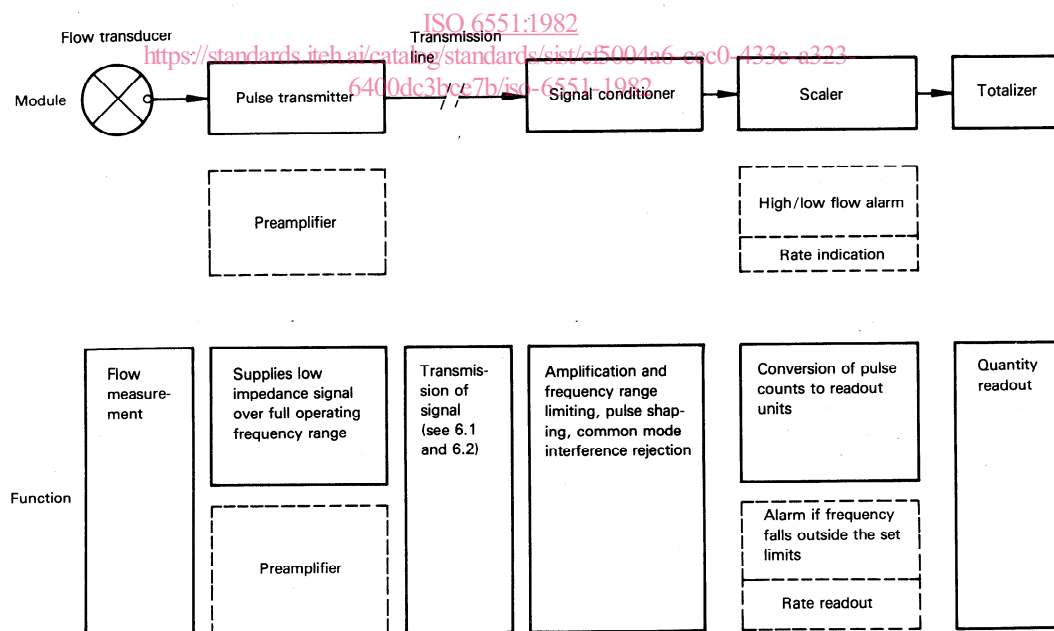 ISO 6551:1982
Flow transducer
Transmission
line
https://standards.iteh.ai/catalog/standards/sist/cf5004a6-ccc0-433c-a323-
6400dc3bce7b/iso-6551-1982
Module
Pulse transmitter
Signal conditioner
Scaler
Totalizer
Preamplifier
High/low flow alarm
Rate indication
Function
Flow
measure-
ment
Supplies low
impedance signal
over full operating
frequency range
Preamplifier
Transmis-
sion of
signal
(see 6.1
and 6.2)
Amplification and
frequency range
limiting, pulse shap-
ing, common mode
interference rejection
Conversion of pulse
counts to readout
units
Alarm if frequency
falls outside the set
limits
Rate readout
Quantity
readout